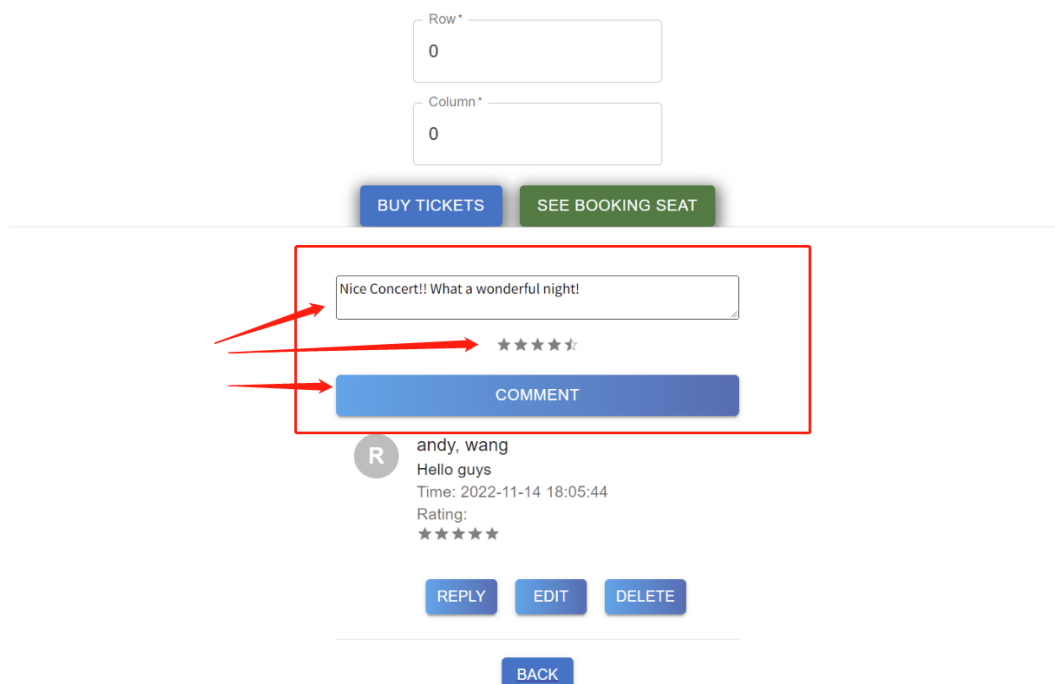 Row *
0
Column *
0
BUY TICKETS SEE BOOKING SEAT
Nice Concert!! What a wonderful night!
COMMENT
R
andy, wang
Hello guys
Time: 2022-11-14 18:05:44
Rating:
REPLY EDIT DELETE
BACK